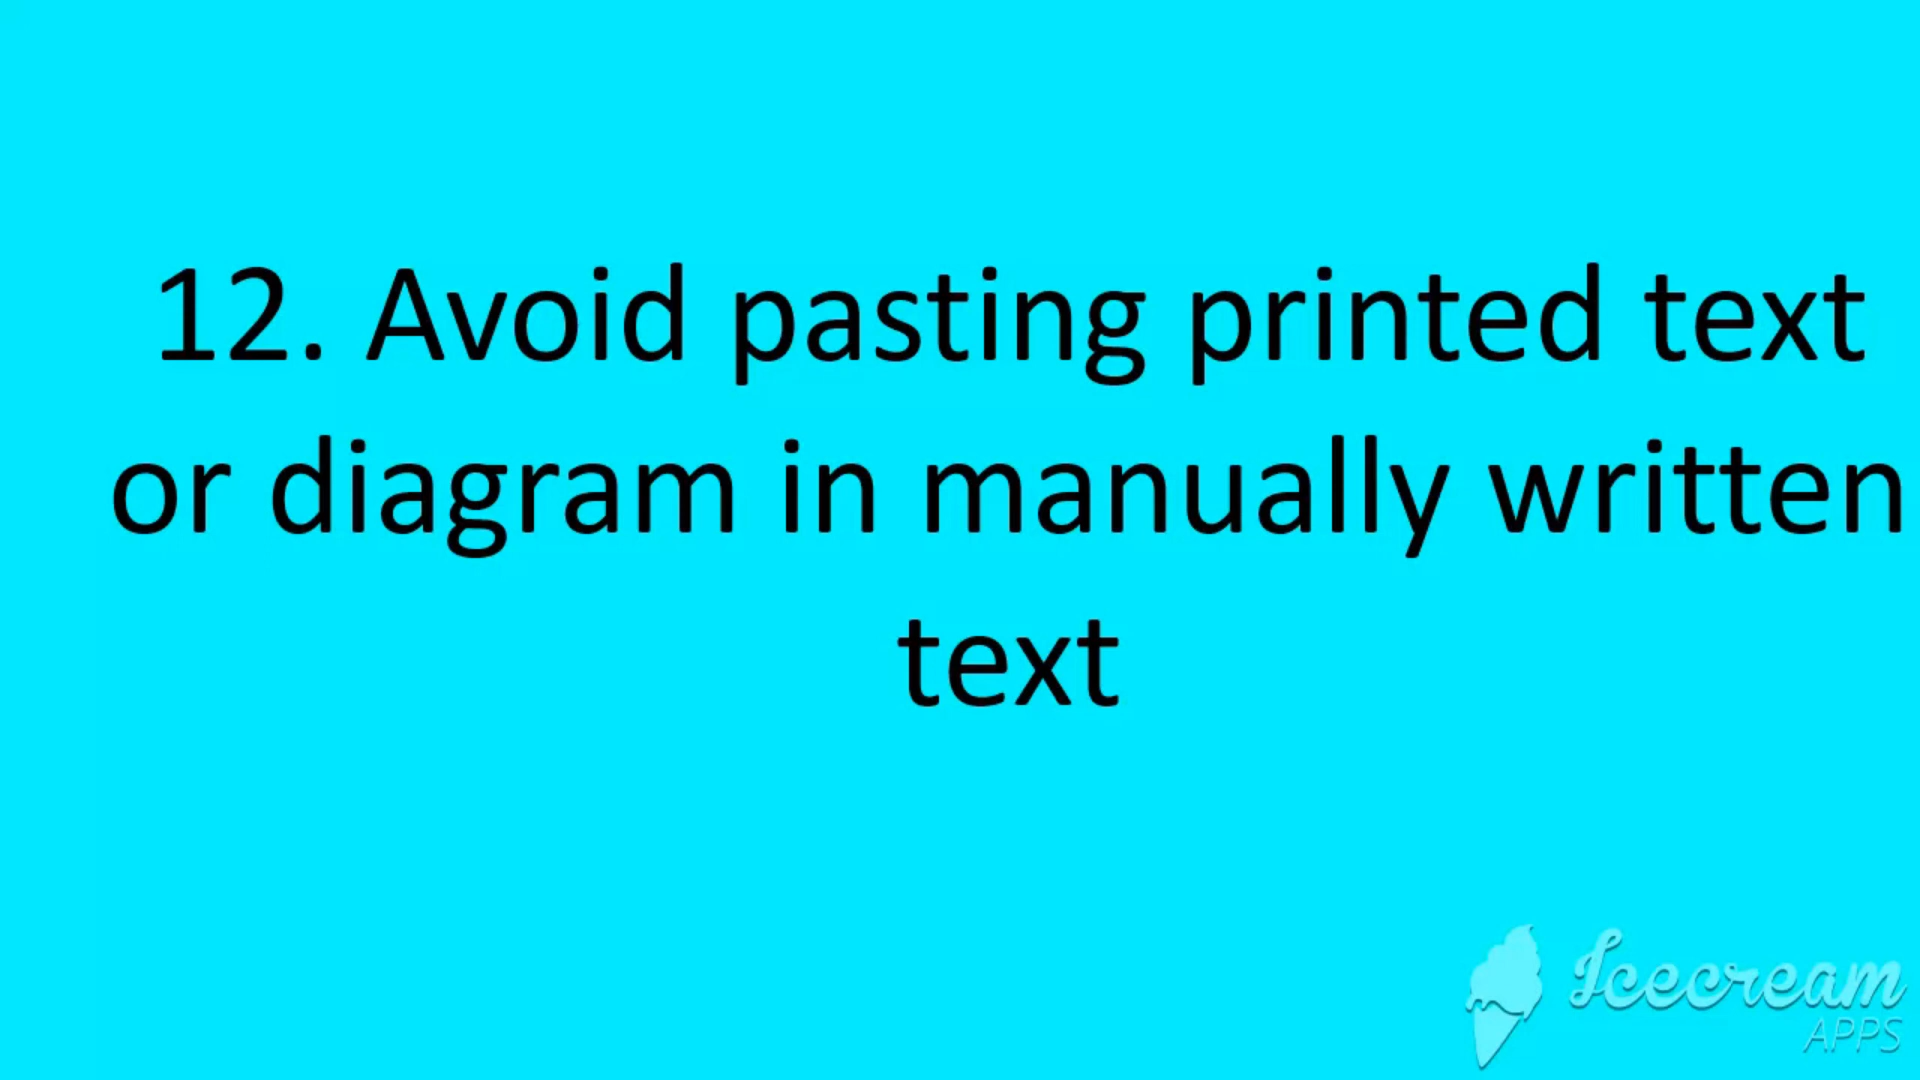 12. Avoid pasting printed text
or diagram in manually written
text
Icecream
APPS